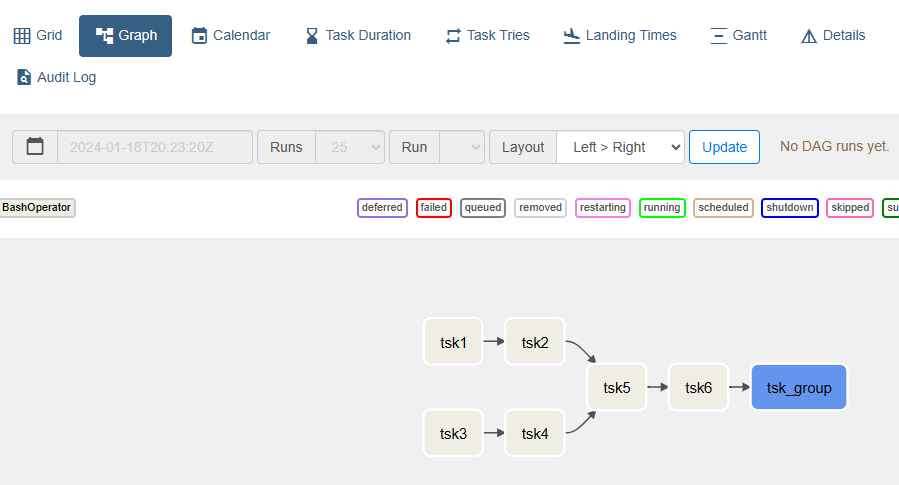 Grid Graph Calendar Task Duration Task Tries Landing Times Gantt Details
Audit Log
2024-01-18T20:23:20Z Runs 25 Run Layout Left > Right Update No DAG runs yet.
BashOperator deferred failed queued removed restarting running scheduled shutdown skipped su
tsk1 tsk2
tsk5 tsk6 tsk_group
tsk3 tsk4